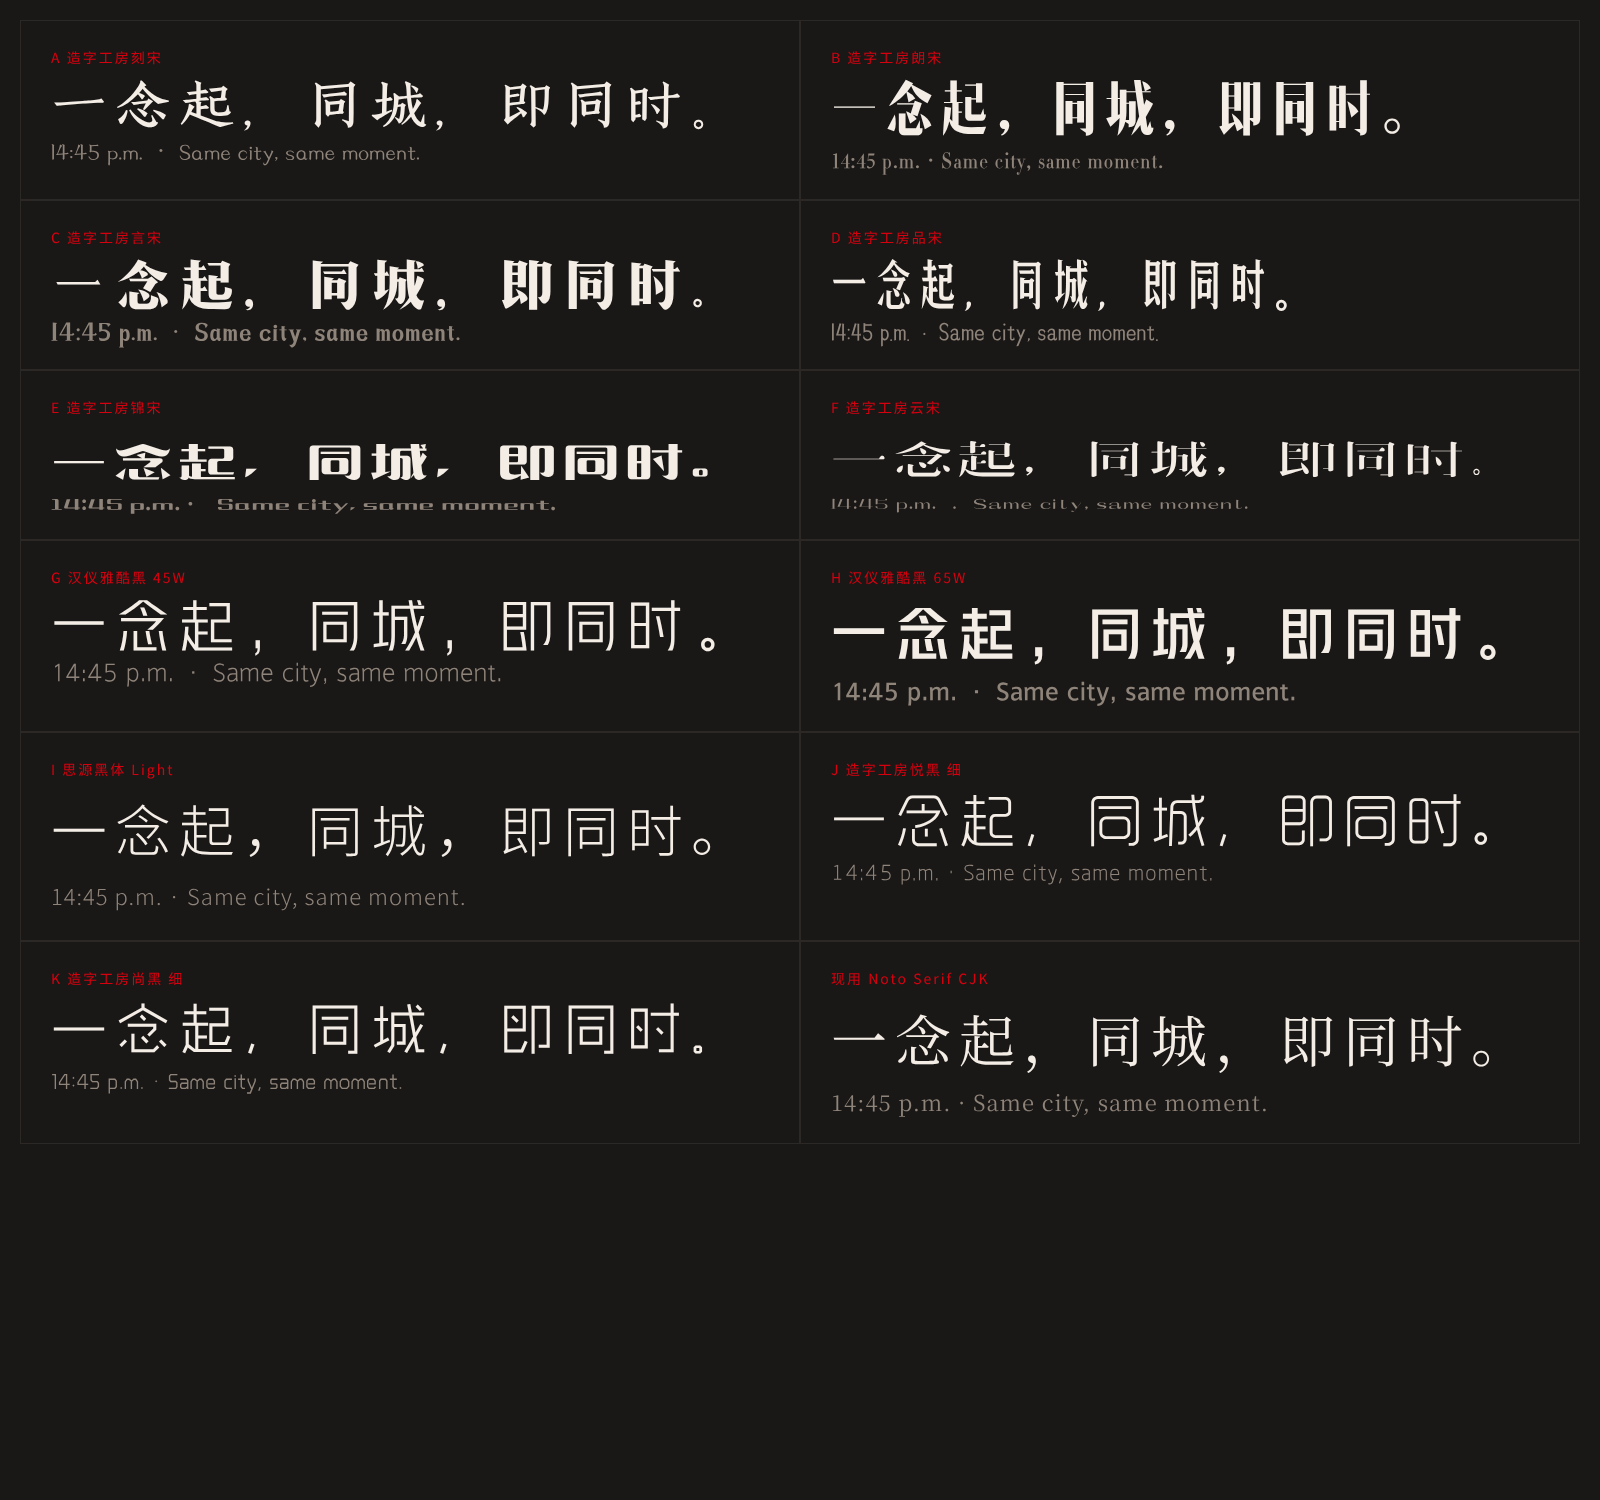 A 造字工房刻宋
一念起，同城，即同时。
14:45 p.m. · Same city, same moment.
B 造字工房朗宋
一念起，同城，即同时。
14:45 p.m. · Same city, same moment.
C 造字工房言宋
一念起，同城，即同时。
14:45 p.m. · Same city, same moment.
D 造字工房品宋
一念起，同城，即同时。
14:45 p.m. · Same city, same moment.
E 造字工房锦宋
一念起，同城，即同时。
14:45 p.m. · Same city, same moment.
F 造字工房云宋
一念起，同城，即同时。
14:45 p.m. · Same city, same moment.
G 汉仪雅酷黑 45W
一念起，同城，即同时。
14:45 p.m. · Same city, same moment.
H 汉仪雅酷黑 65W
一念起，同城，即同时。
14:45 p.m. · Same city, same moment.
I 思源黑体 Light
一念起，同城，即同时。
14:45 p.m. · Same city, same moment.
J 造字工房悦黑 细
一念起，同城，即同时。
14:45 p.m. · Same city, same moment.
K 造字工房尚黑 细
一念起，同城，即同时。
14:45 p.m. · Same city, same moment.
现用 Noto Serif CJK
一念起，同城，即同时。
14:45 p.m. · Same city, same moment.